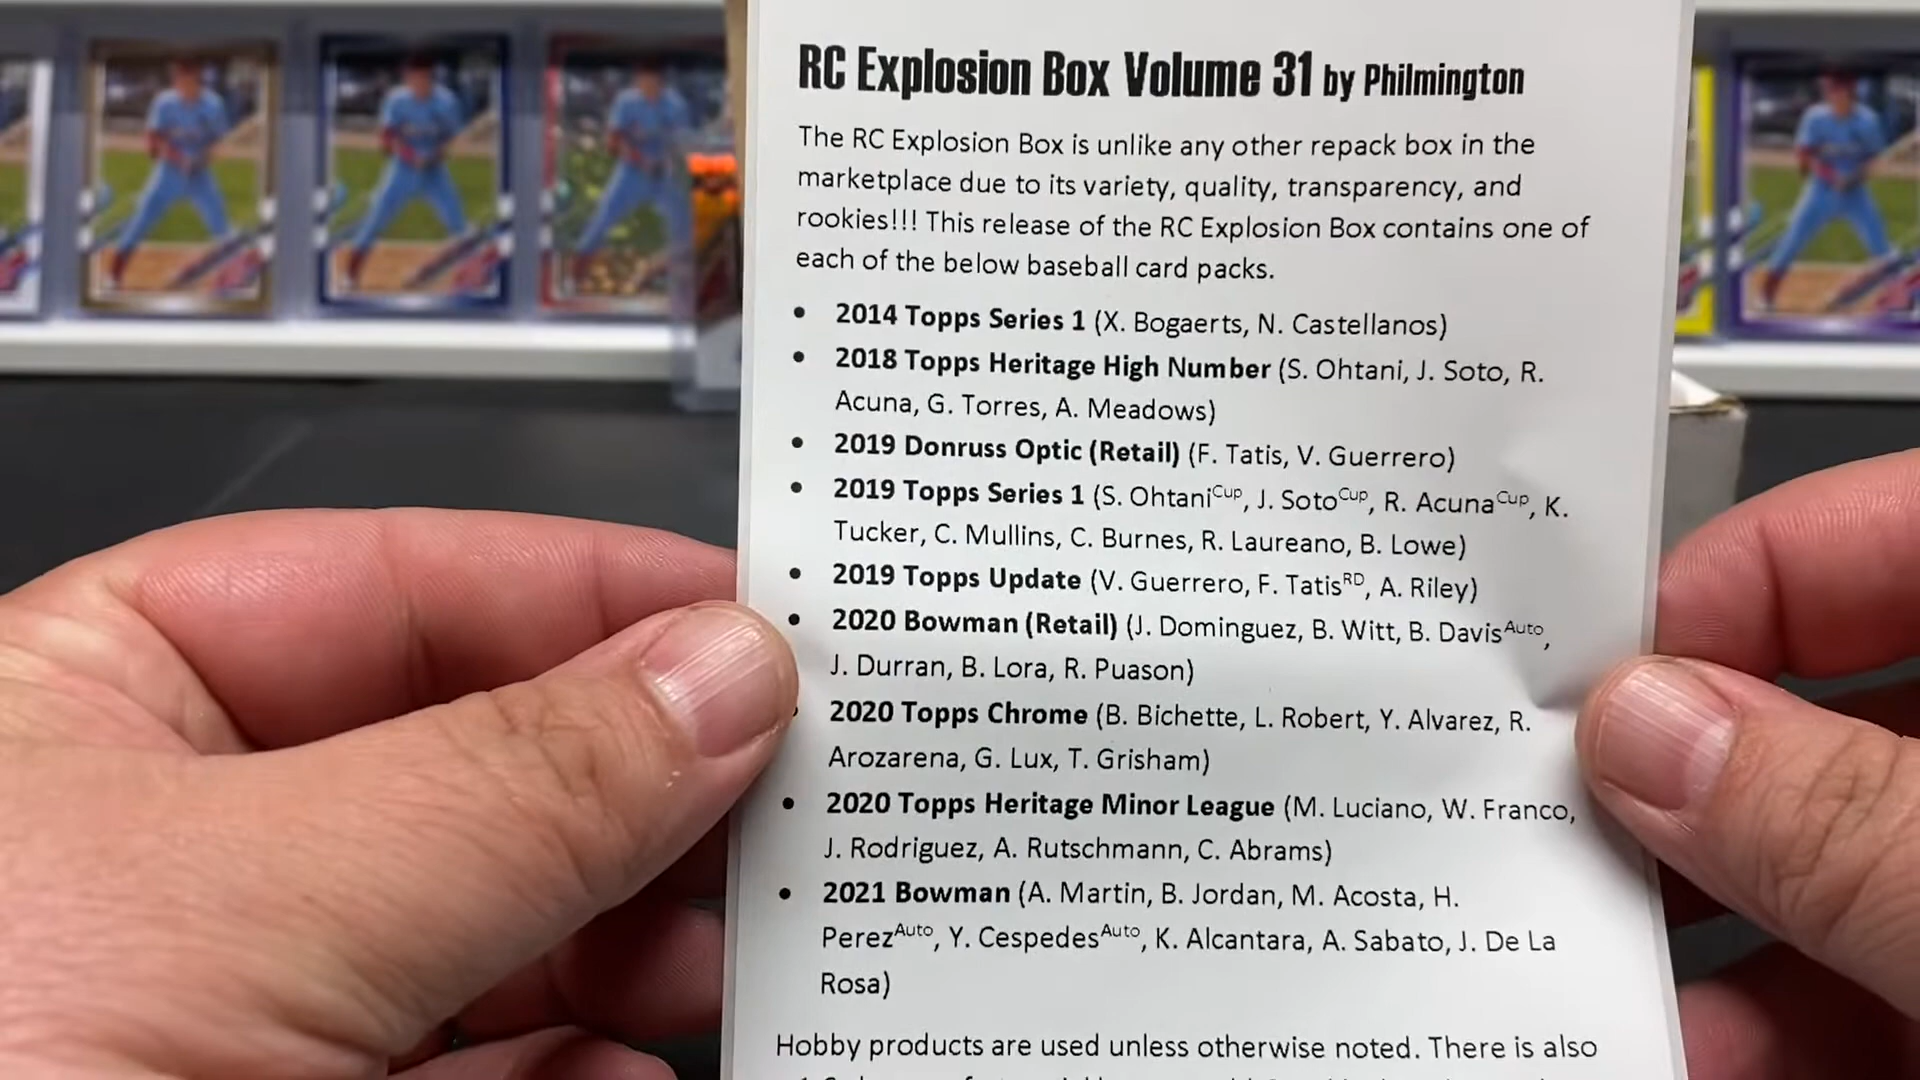 RC Explosion Box Volume 31 by Philmington
The RC Explosion Box is unlike any other repack box in the
marketplace due to its variety, quality, transparency, and
rookies!!! This release of the RC Explosion Box contains one of
each of the below baseball card packs.
• 2014 Topps Series 1 (X. Bogaerts, N. Castellanos)
• 2018 Topps Heritage High Number (S. Ohtani, J. Soto, R.
Acuna, G. Torres, A. Meadows)
• 2019 Donruss Optic (Retail) (F. Tatis, V. Guerrero)
• 2019 Topps Series 1 (S. OhtaniCup, J. SotoCup, R. AcunaCup, K.
Tucker, C. Mullins, C. Burnes, R. Laureano, B. Lowe)
• 2019 Topps Update (V. Guerrero, F. TatisRD, A. Riley)
• 2020 Bowman (Retail) (J. Dominguez, B. Witt, B. DavisAuto,
J. Durran, B. Lora, R. Puason)
2020 Topps Chrome (B. Bichette, L. Robert, Y. Alvarez, R.
Arozarena, G. Lux, T. Grisham)
• 2020 Topps Heritage Minor League (M. Luciano, W. Franco,
J. Rodriguez, A. Rutschmann, C. Abrams)
• 2021 Bowman (A. Martin, B. Jordan, M. Acosta, H.
PerezAuto, Y. CespedesAuto, K. Alcantara, A. Sabato, J. De La
Rosa)
Hobby products are used unless otherwise noted. There is also